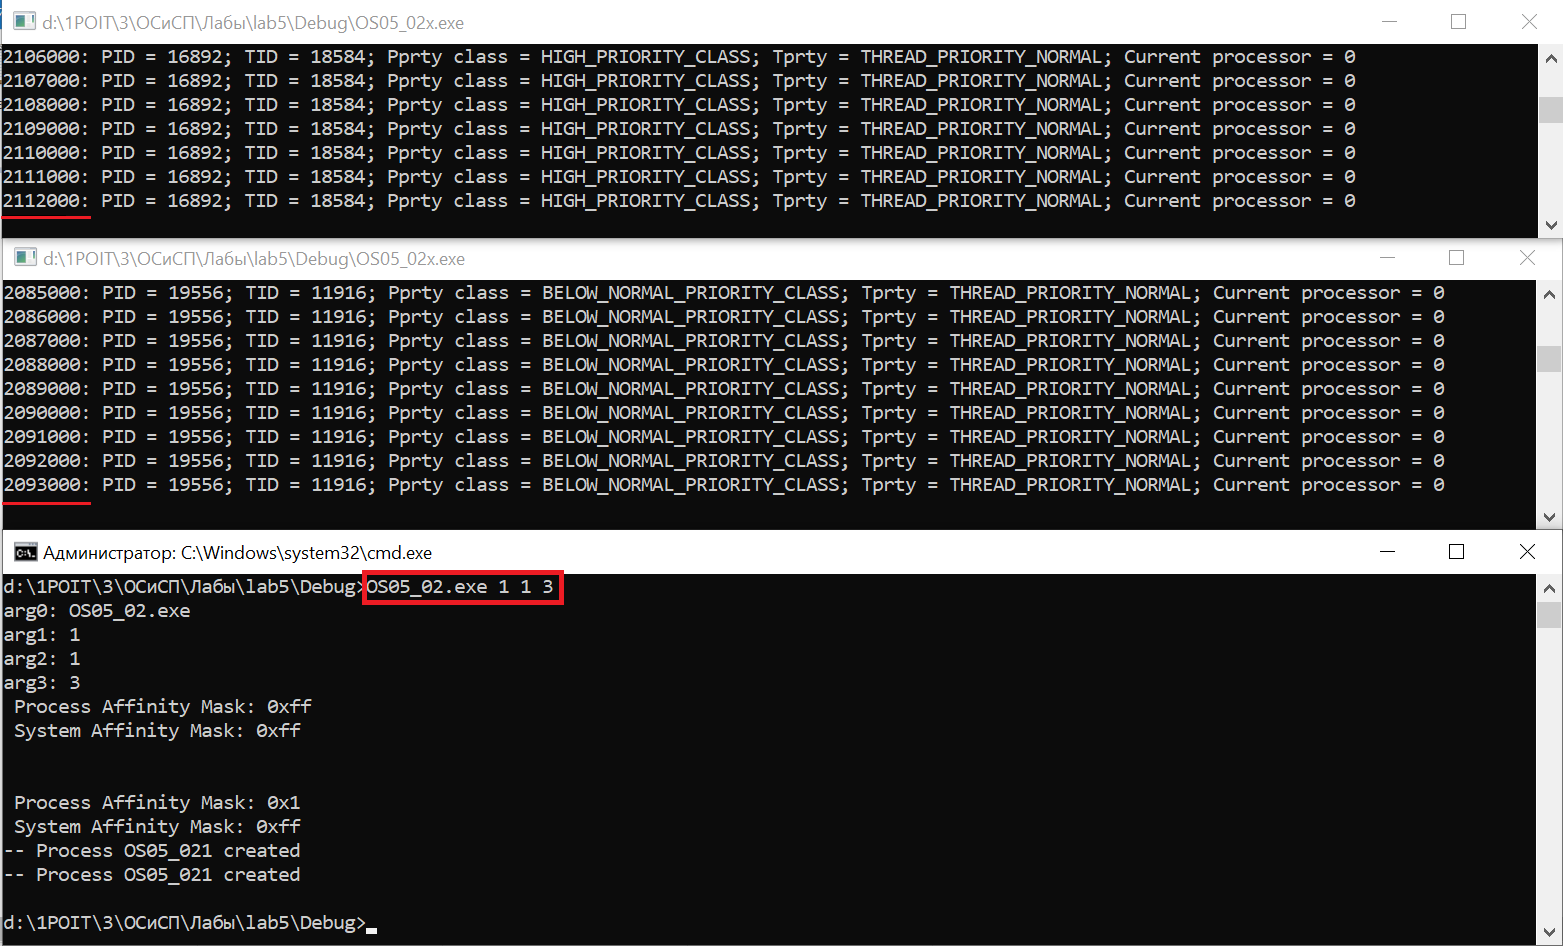 d:\1POIT\3\ОСиСП\Лабы\lab5\Debug\OS05_02x.exe
2106000: PID = 16892; TID = 18584; Pprty class = HIGH_PRIORITY_CLASS; Tprty = THREAD_PRIORITY_NORMAL; Current processor = 0
2107000: PID = 16892; TID = 18584; Pprty class = HIGH_PRIORITY_CLASS; Tprty = THREAD_PRIORITY_NORMAL; Current processor = 0
2108000: PID = 16892; TID = 18584; Pprty class = HIGH_PRIORITY_CLASS; Tprty = THREAD_PRIORITY_NORMAL; Current processor = 0
2109000: PID = 16892; TID = 18584; Pprty class = HIGH_PRIORITY_CLASS; Tprty = THREAD_PRIORITY_NORMAL; Current processor = 0
2110000: PID = 16892; TID = 18584; Pprty class = HIGH_PRIORITY_CLASS; Tprty = THREAD_PRIORITY_NORMAL; Current processor = 0
2111000: PID = 16892; TID = 18584; Pprty class = HIGH_PRIORITY_CLASS; Tprty = THREAD_PRIORITY_NORMAL; Current processor = 0
2112000: PID = 16892; TID = 18584; Pprty class = HIGH_PRIORITY_CLASS; Tprty = THREAD_PRIORITY_NORMAL; Current processor = 0
d:\1POIT\3\ОСиСП\Лабы\lab5\Debug\OS05_02x.exe
2085000: PID = 19556; TID = 11916; Pprty class = BELOW_NORMAL_PRIORITY_CLASS; Tprty = THREAD_PRIORITY_NORMAL; Current processor = 0
2086000: PID = 19556; TID = 11916; Pprty class = BELOW_NORMAL_PRIORITY_CLASS; Tprty = THREAD_PRIORITY_NORMAL; Current processor = 0
2087000: PID = 19556; TID = 11916; Pprty class = BELOW_NORMAL_PRIORITY_CLASS; Tprty = THREAD_PRIORITY_NORMAL; Current processor = 0
2088000: PID = 19556; TID = 11916; Pprty class = BELOW_NORMAL_PRIORITY_CLASS; Tprty = THREAD_PRIORITY_NORMAL; Current processor = 0
2089000: PID = 19556; TID = 11916; Pprty class = BELOW_NORMAL_PRIORITY_CLASS; Tprty = THREAD_PRIORITY_NORMAL; Current processor = 0
2090000: PID = 19556; TID = 11916; Pprty class = BELOW_NORMAL_PRIORITY_CLASS; Tprty = THREAD_PRIORITY_NORMAL; Current processor = 0
2091000: PID = 19556; TID = 11916; Pprty class = BELOW_NORMAL_PRIORITY_CLASS; Tprty = THREAD_PRIORITY_NORMAL; Current processor = 0
2092000: PID = 19556; TID = 11916; Pprty class = BELOW_NORMAL_PRIORITY_CLASS; Tprty = THREAD_PRIORITY_NORMAL; Current processor = 0
2093000: PID = 19556; TID = 11916; Pprty class = BELOW_NORMAL_PRIORITY_CLASS; Tprty = THREAD_PRIORITY_NORMAL; Current processor = 0
Администратор: C:\Windows\system32\cmd.exe
d:\1POIT\3\ОСиСП\Лабы\lab5\Debug>OS05_02.exe 1 1 3
arg0: OS05_02.exe
arg1: 1
arg2: 1
arg3: 3
Process Affinity Mask: 0xff
System Affinity Mask: 0xff
Process Affinity Mask: 0x1
System Affinity Mask: 0xff
-- Process OS05_021 created
-- Process OS05_021 created
d:\1POIT\3\ОСиСП\Лабы\lab5\Debug>